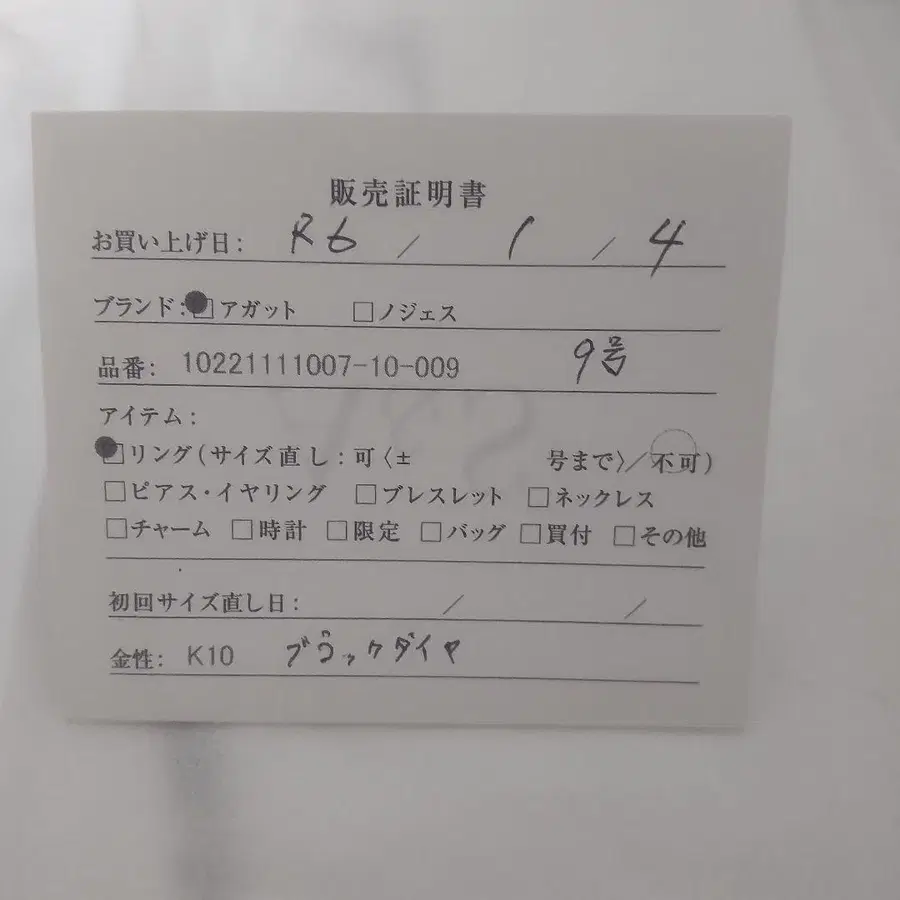 販売証明書
お買い上げ日: R6 / 1 / 4
ブランド: □アガット □ノジェス
品番: 10221111007-10-009 9号
アイテム:
□リング(サイズ直し:可〈± 号まで〉/不可)
□ピアス・イヤリング □ブレスレット □ネックレス
□チャーム □時計 □限定 □バッグ □買付 □その他
初回サイズ直し日: / /
金性: K10 ブラックダイヤ